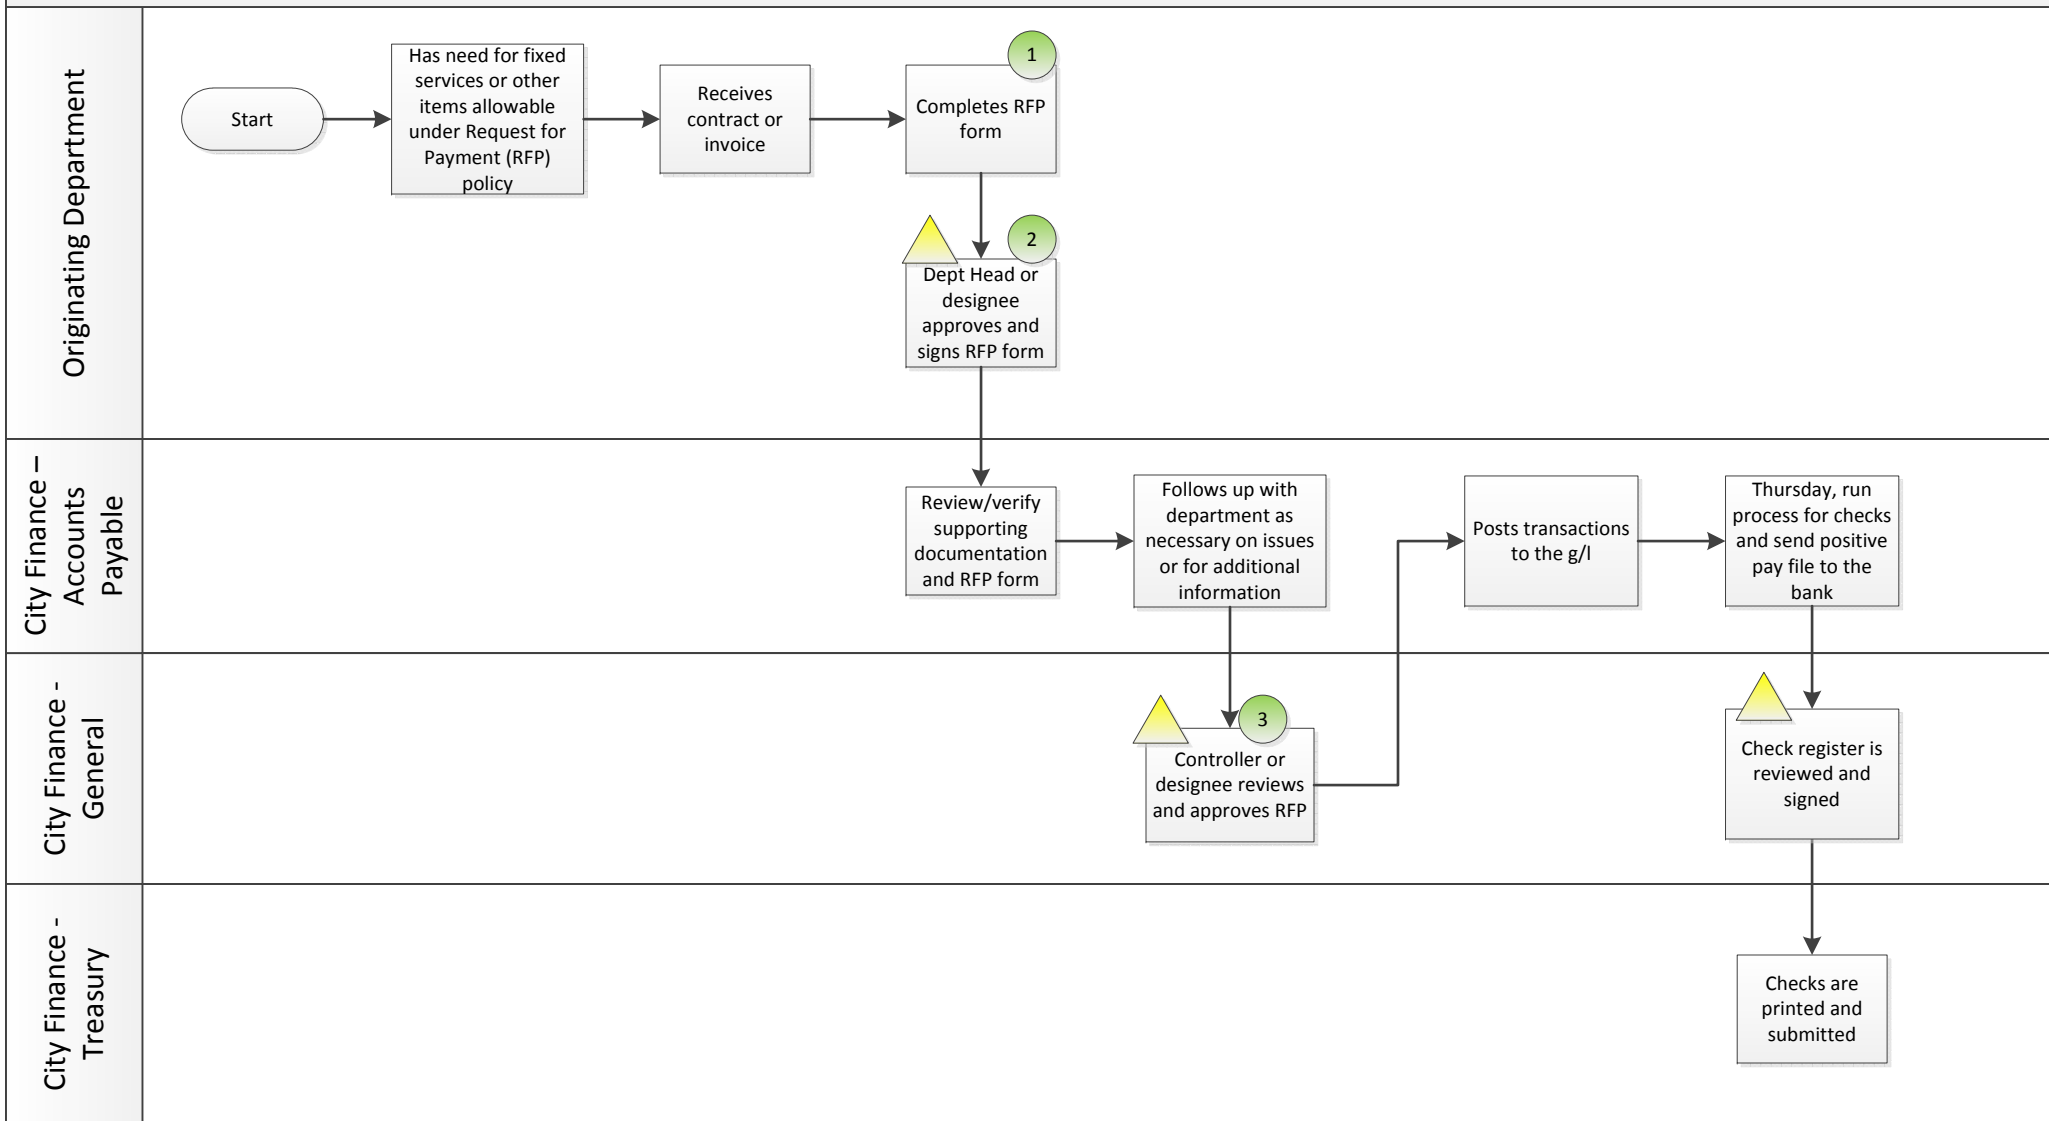 Originating Department
Start
Has need for fixed
services or other
items allowable
under Request for
Payment (RFP)
policy
Receives
contract or
invoice
1
Completes RFP
form
2
Dept Head or
designee
approves and
signs RFP form
City Finance –
Accounts
Payable
Review/verify
supporting
documentation
and RFP form
Follows up with
department as
necessary on issues
or for additional
information
Posts transactions
to the g/l
Thursday, run
process for checks
and send positive
pay file to the
bank
City Finance -
General
3
Controller or
designee reviews
and approves RFP
Check register is
reviewed and
signed
City Finance -
Treasury
Checks are
printed and
submitted